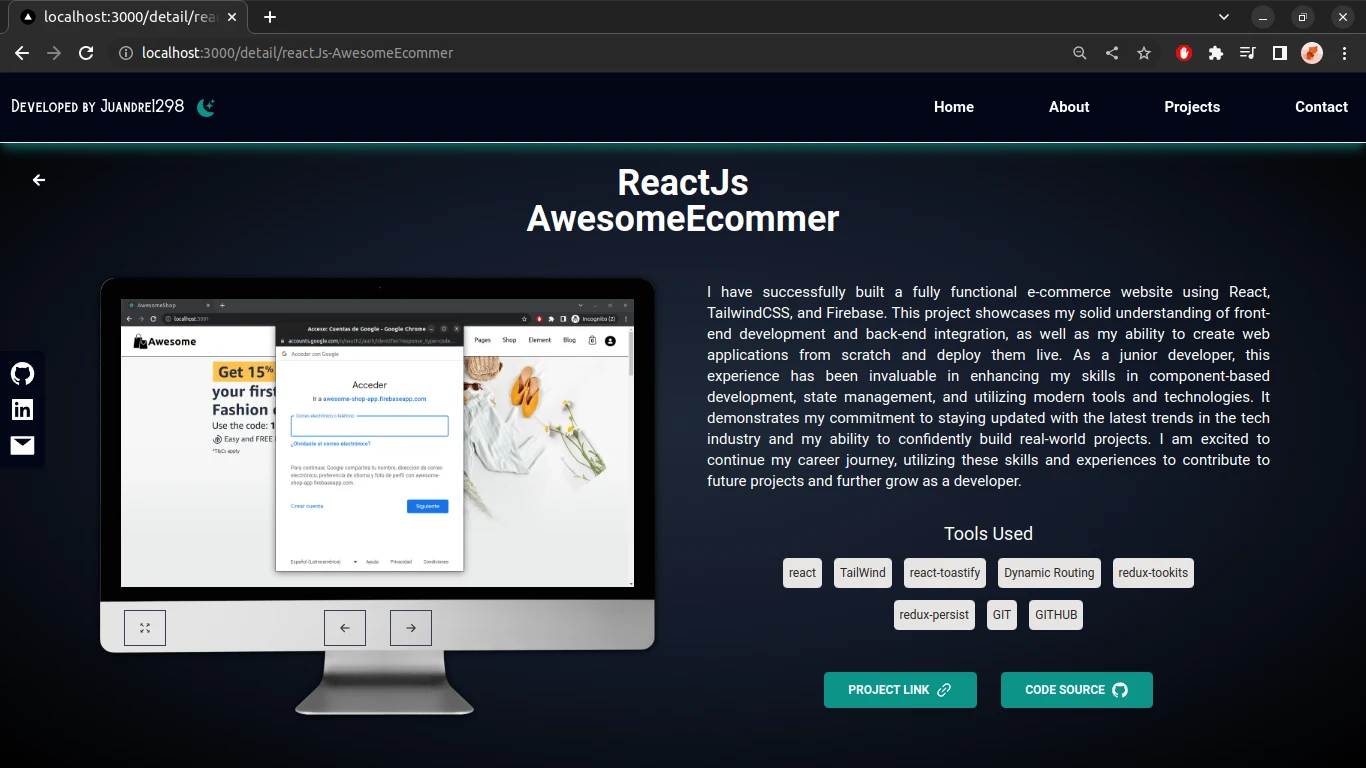 localhost:3000/detail/rea
localhost:3000/detail/reactJs-AwesomeEcommer
Developed by Juandre1298
Home
About
Projects
Contact
ReactJs
AwesomeEcommer
AwesomeShop
localhost:3001
Incognito (2)
Acceso: Cuentas de Google - Google Chrome
Awesome
Pages
Shop
Element
Blog
Acceder con Google
Get 15%
your first
Fashion
Use the code: 1
Easy and FREE
*T&Cs apply
Acceder
Ir a awesome-shop-app.firebaseapp.com
Correo electrónico o teléfono
¿Olvidaste el correo electrónico?
Para continuar, Google compartirá tu nombre, dirección de correo
electrónico, preferencia de idioma y foto de perfil con awesome-
shop-app.firebaseapp.com.
Crear cuenta
Siguiente
Español (Latinoamérica)
Ayuda
Privacidad
Condiciones
I have successfully built a fully functional e-commerce website using React,
TailwindCSS, and Firebase. This project showcases my solid understanding of front-
end development and back-end integration, as well as my ability to create web
applications from scratch and deploy them live. As a junior developer, this
experience has been invaluable in enhancing my skills in component-based
development, state management, and utilizing modern tools and technologies. It
demonstrates my commitment to staying updated with the latest trends in the tech
industry and my ability to confidently build real-world projects. I am excited to
continue my career journey, utilizing these skills and experiences to contribute to
future projects and further grow as a developer.
Tools Used
react
TailWind
react-toastify
Dynamic Routing
redux-tookits
redux-persist
GIT
GITHUB
PROJECT LINK
CODE SOURCE